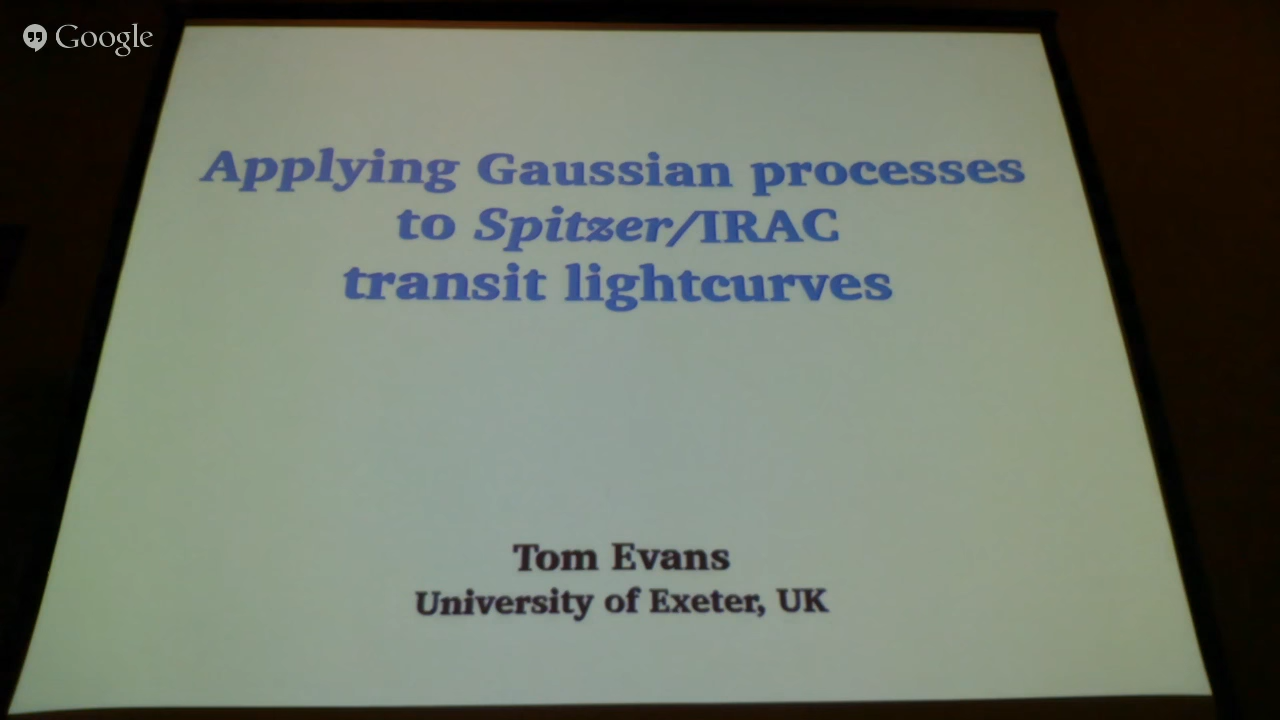 Google
Applying Gaussian processes
to Spitzer/IRAC
transit lightcurves
Tom Evans
University of Exeter, UK